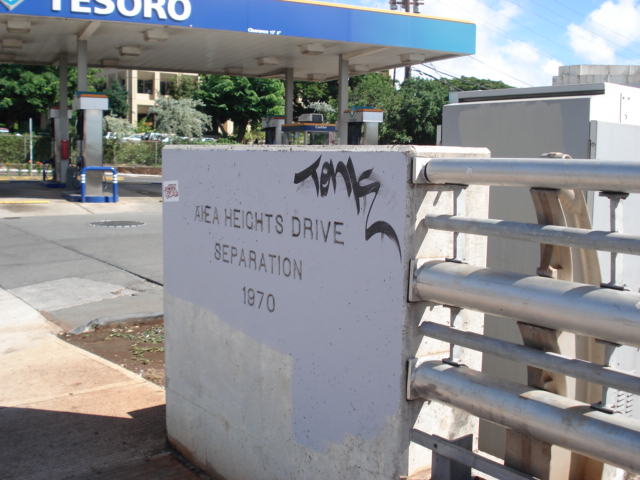 TESORO
AIEA HEIGHTS DRIVE
SEPARATION
1970